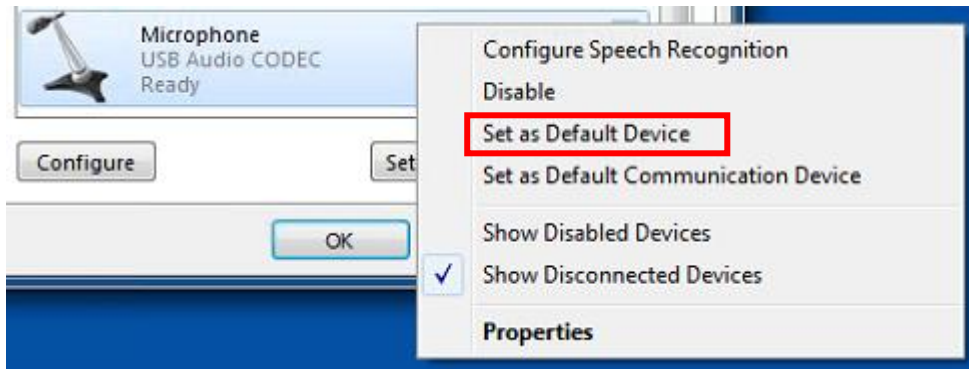 Microphone
USB Audio CODEC
Ready
Configure
Set
OK
Configure Speech Recognition
Disable
Set as Default Device
Set as Default Communication Device
Show Disabled Devices
Show Disconnected Devices
Properties